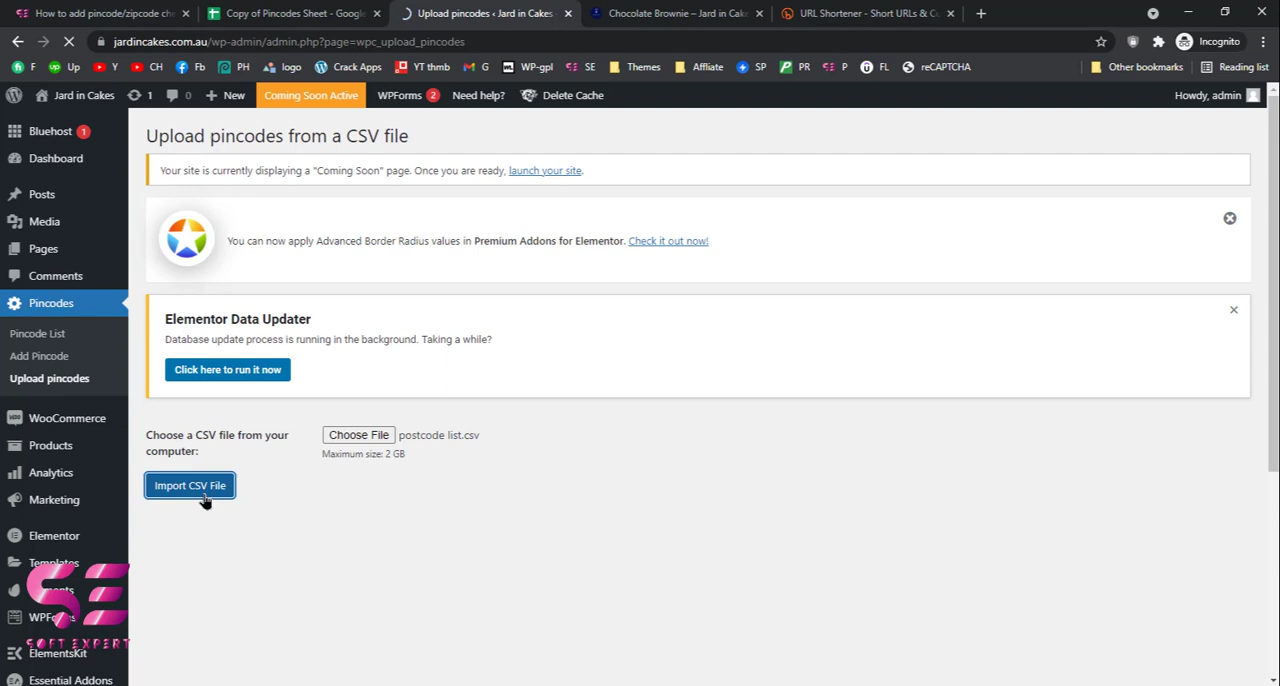 How to add pincode/zipcode che
Copy of Pincodes Sheet - Google
Upload pincodes ‹ Jard in Cakes
Chocolate Brownie – Jard in Cake
URL Shortener - Short URLs & Cu
Incognito
jardincakes.com.au/wp-admin/admin.php?page=wpc_upload_pincodes
F
Up
Y
CH
Fb
PH
logo
Crack Apps
YT thmb
G
WP-gpl
SE
Themes
Affliate
SP
PR
P
FL
reCAPTCHA
Other bookmarks
Reading list
Jard in Cakes
1
0
New
Coming Soon Active
WPForms 2
Need help?
Delete Cache
Howdy, admin
Bluehost 1
Dashboard
Posts
Media
Pages
Comments
Pincodes
Pincode List
Add Pincode
Upload pincodes
WooCommerce
Products
Analytics
Marketing
Elementor
Templates
WPF
ElementsKit
Essential Addons
SE
SOFT EXPERT
Upload pincodes from a CSV file
Your site is currently displaying a "Coming Soon" page. Once you are ready, launch your site.
You can now apply Advanced Border Radius values in Premium Addons for Elementor. Check it out now!
Elementor Data Updater
Database update process is running in the background. Taking a while?
Click here to run it now
Choose a CSV file from your
computer:
Choose File postcode list.csv
Maximum size: 2 GB
Import CSV File